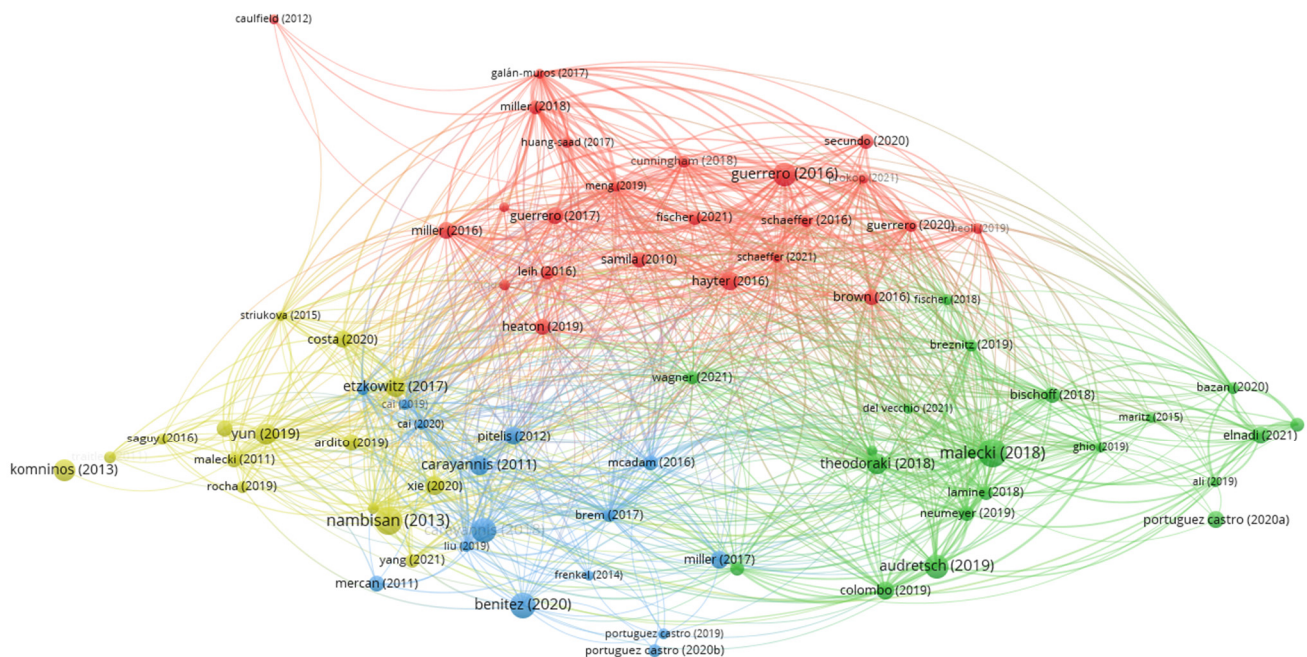 caulfield (2012)
galán-muros (2017)
miller (2018)
huang-saad (2017)
secundo (2020)
cunningham (2018)
guerrero (2016)
prokop (2021)
meng (2019)
guerrero (2017)
fischer (2021)
schaeffer (2016)
guerrero (2020)
miller (2016)
samila (2010)
schaeffer (2021)
leih (2016)
hayter (2016)
brown (2016)
fischer (2018)
striukova (2015)
heaton (2019)
costa (2020)
breznitz (2019)
wagner (2021)
etzkowitz (2017)
bazan (2020)
bischoff (2018)
cai (2019)
del vecchio (2021)
maritz (2015)
cai (2020)
yun (2019)
pitelis (2012)
elnadi (2021)
saguy (2016)
ardito (2019)
ghio (2019)
malecki (2018)
malecki (2011)
mcadam (2016)
carayannis (2011)
theodoraki (2018)
komninos (2013)
rocha (2019)
xie (2020)
ali (2019)
lamine (2018)
neumeyer (2019)
brem (2017)
nambisan (2013)
portuguez castro (2020a)
liu (2019)
yang (2021)
miller (2017)
audretsch (2019)
frenkel (2014)
mercan (2011)
colombo (2019)
benitez (2020)
portuguez castro (2019)
portuguez castro (2020b)